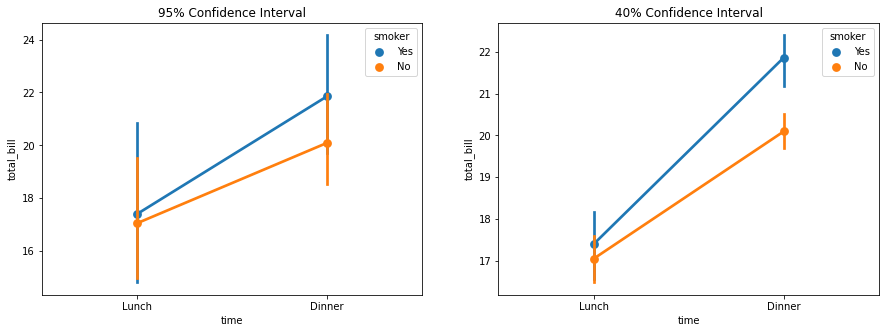 95% Confidence Interval
total_bill
24
22
20
18
16
Lunch
Dinner
time
smoker
Yes
No
40% Confidence Interval
total_bill
22
21
20
19
18
17
Lunch
Dinner
time
smoker
Yes
No